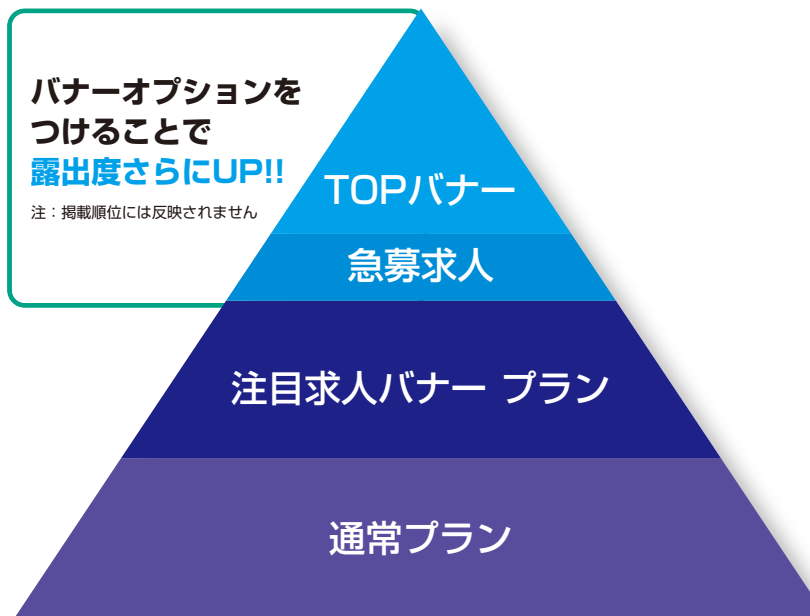 バナーオプションを
つけることで
露出度さらにUP!!
注：掲載順位には反映されません
TOPバナー
急募求人
注目求人バナー プラン
通常プラン